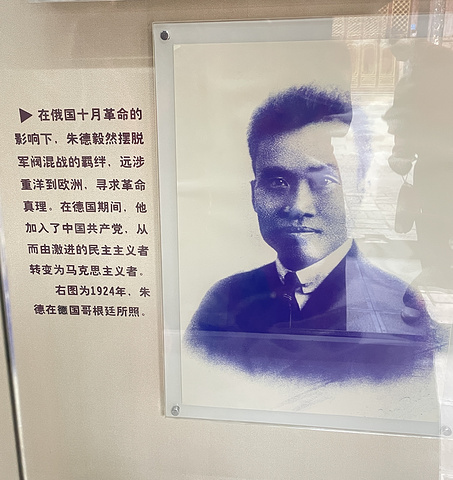 ▶在俄国十月革命的
影响下，朱德毅然摆脱
军阀混战的羁绊，远涉
重洋到欧洲，寻求革命
真理。在德国期间，他
加入了中国共产党，从
而由激进的民主主义者
转变为马克思主义者。
右图为1924年，朱
德在德国哥根廷所照。